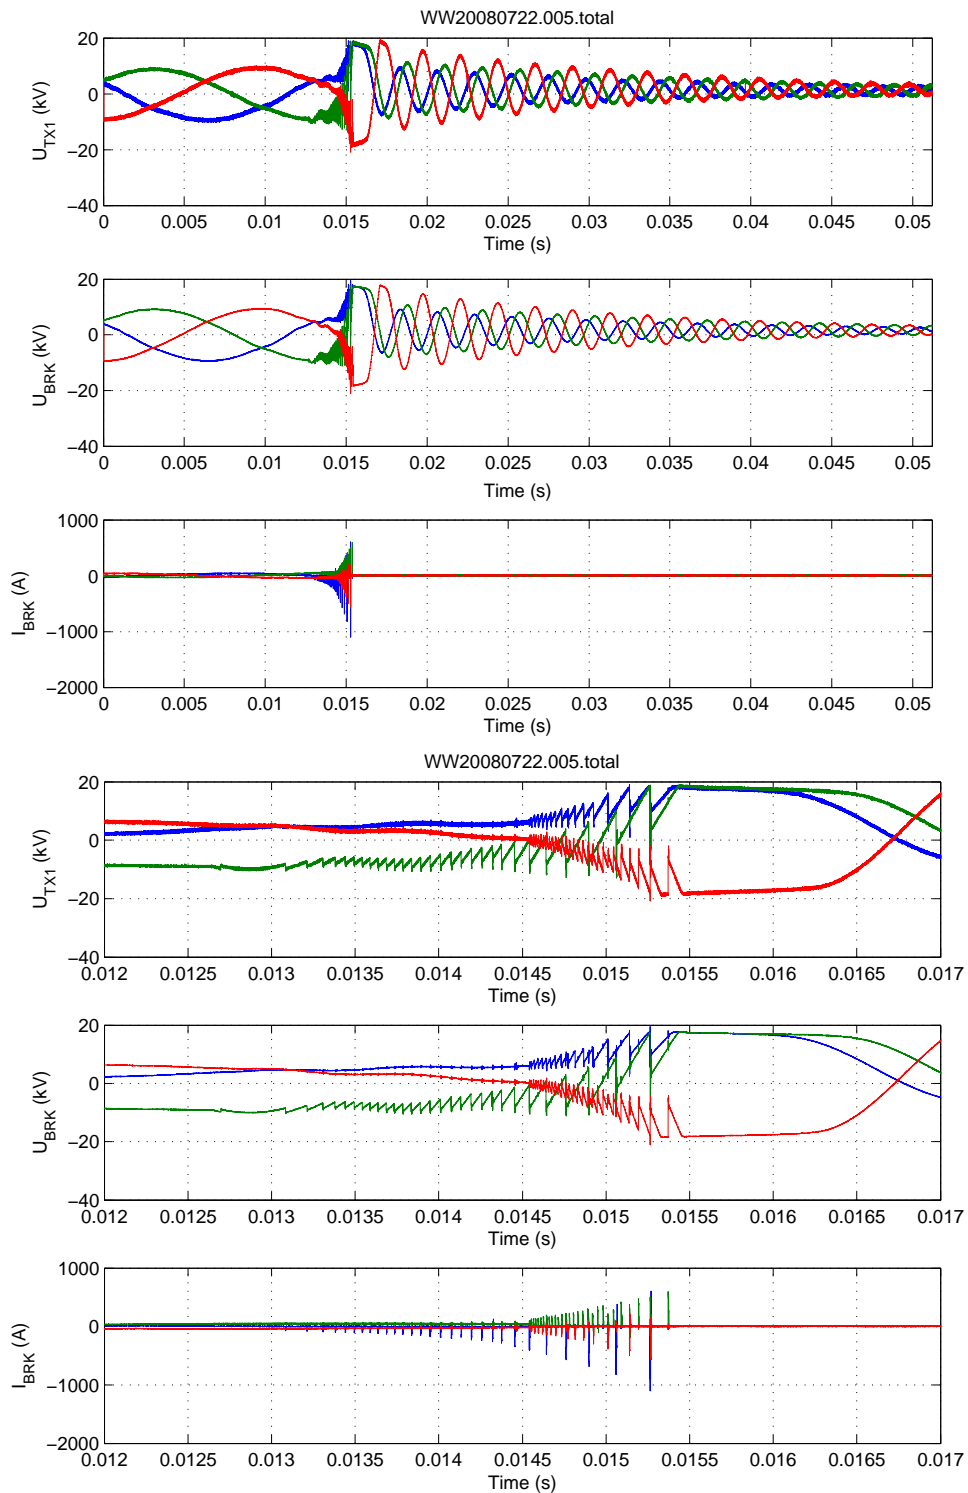 WW20080722.005.total
20
0
−20
−40
U_TX1 (kV)
0 0.005 0.01 0.015 0.02 0.025 0.03 0.035 0.04 0.045 0.05
Time (s)
20
0
−20
−40
U_BRK (kV)
0 0.005 0.01 0.015 0.02 0.025 0.03 0.035 0.04 0.045 0.05
Time (s)
1000
0
−1000
−2000
I_BRK (A)
0 0.005 0.01 0.015 0.02 0.025 0.03 0.035 0.04 0.045 0.05
Time (s)
WW20080722.005.total
20
0
−20
−40
U_TX1 (kV)
0.012 0.0125 0.013 0.0135 0.014 0.0145 0.015 0.0155 0.016 0.0165 0.017
Time (s)
20
0
−20
−40
U_BRK (kV)
0.012 0.0125 0.013 0.0135 0.014 0.0145 0.015 0.0155 0.016 0.0165 0.017
Time (s)
1000
0
−1000
−2000
I_BRK (A)
0.012 0.0125 0.013 0.0135 0.014 0.0145 0.015 0.0155 0.016 0.0165 0.017
Time (s)